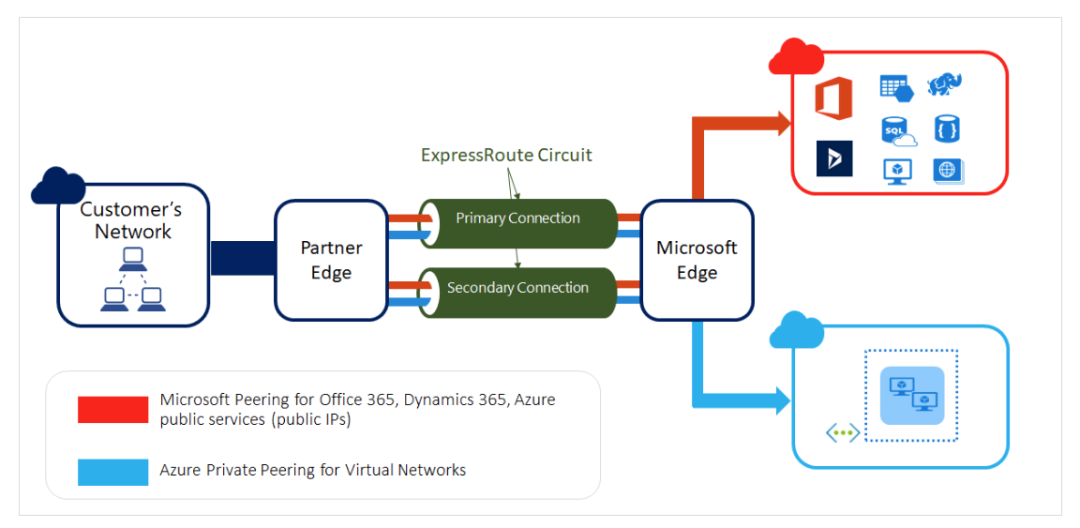 ExpressRoute Circuit
Customer's
Network
Partner
Edge
Primary Connection
Secondary Connection
Microsoft
Edge
SQL
Microsoft Peering for Office 365, Dynamics 365, Azure
public services (public IPs)
Azure Private Peering for Virtual Networks